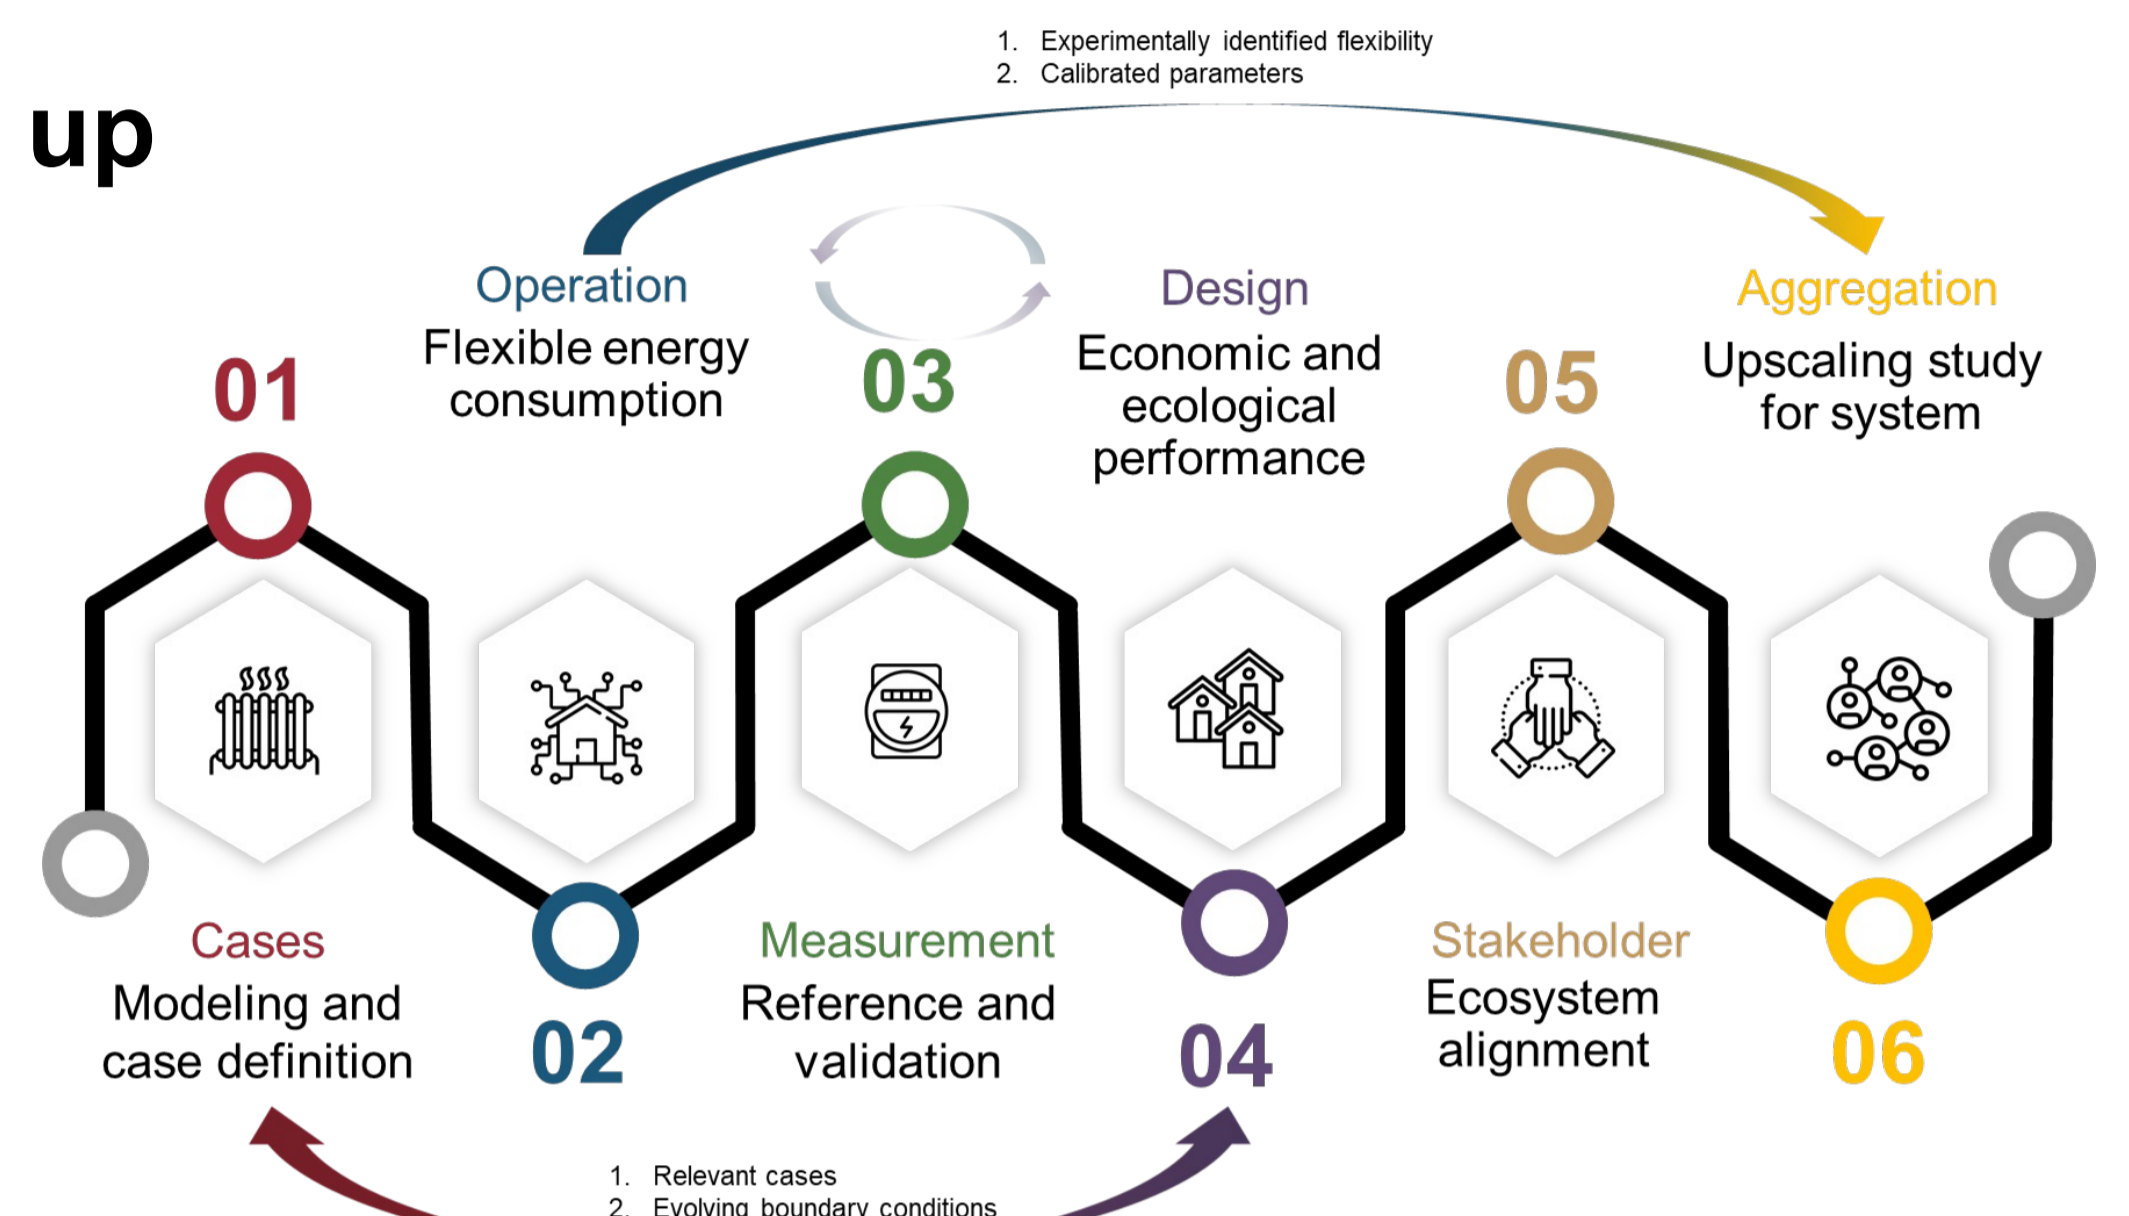 1. Experimentally identified flexibility
2. Calibrated parameters
up
Operation
Flexible energy
consumption
Design
Economic and
ecological
performance
Aggregation
Upscaling study
for system
01
03
05
Cases
Modeling and
case definition
02
Measurement
Reference and
validation
04
Stakeholder
Ecosystem
alignment
06
1. Relevant cases
2. Evolving boundary conditions